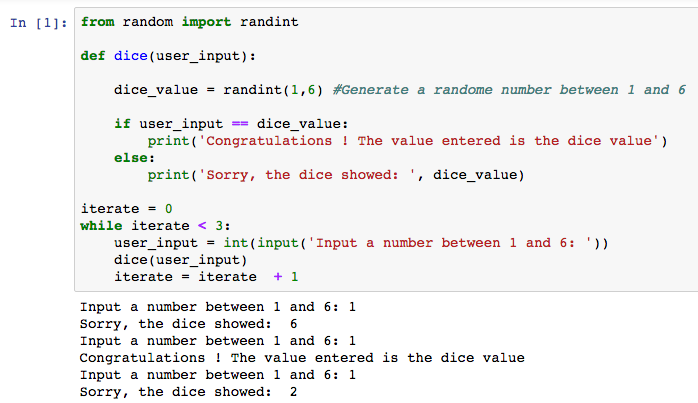 In [1]: from random import randint
def dice(user_input):
dice_value = randint(1,6) #Generate a randome number between 1 and 6
if user_input == dice_value:
print('Congratulations ! The value entered is the dice value')
else:
print('Sorry, the dice showed: ', dice_value)
iterate = 0
while iterate < 3:
user_input = int(input('Input a number between 1 and 6: '))
dice(user_input)
iterate = iterate  + 1
Input a number between 1 and 6: 1
Sorry, the dice showed:  6
Input a number between 1 and 6: 1
Congratulations ! The value entered is the dice value
Input a number between 1 and 6: 1
Sorry, the dice showed:  2